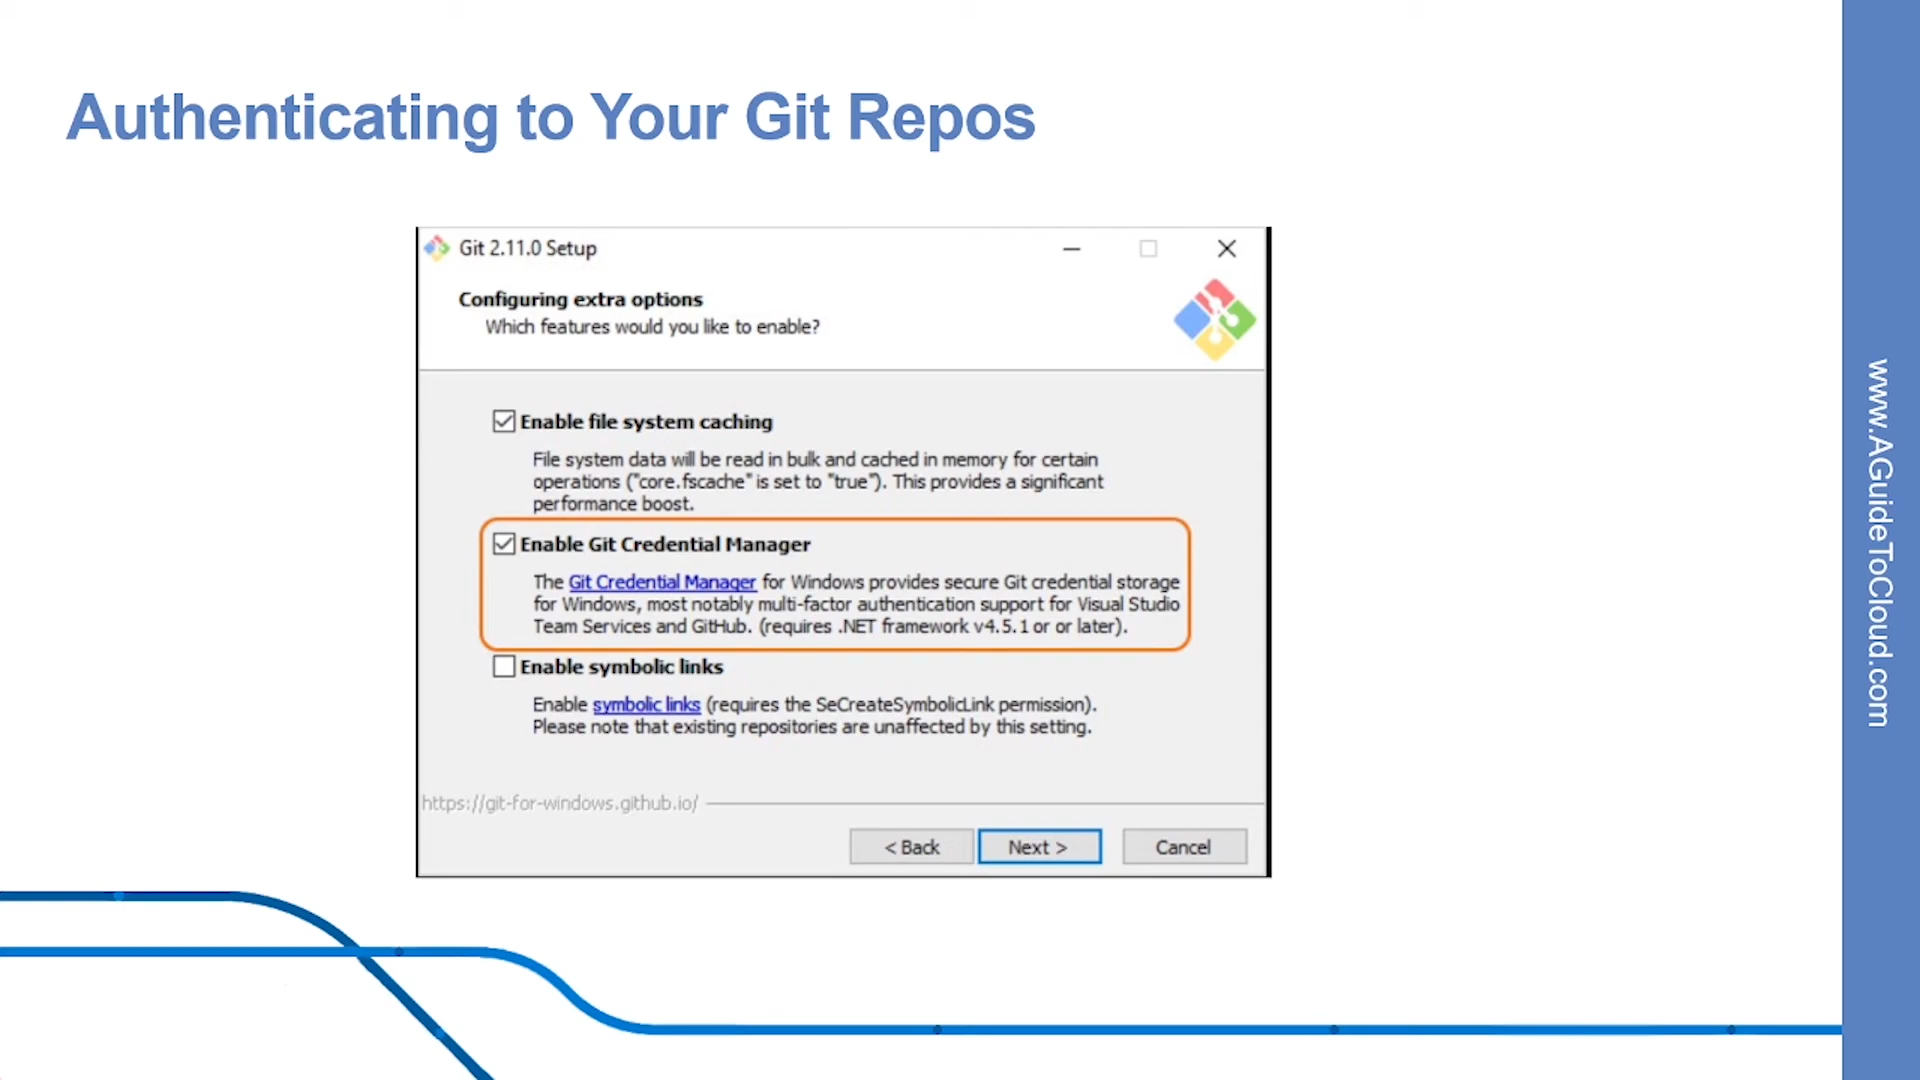 Authenticating to Your Git Repos
Git 2.11.0 Setup
Configuring extra options
Which features would you like to enable?
Enable file system caching
File system data will be read in bulk and cached in memory for certain
operations ("core.fscache" is set to "true"). This provides a significant
performance boost.
Enable Git Credential Manager
The Git Credential Manager for Windows provides secure Git credential storage
for Windows, most notably multi-factor authentication support for Visual Studio
Team Services and GitHub. (requires .NET framework v4.5.1 or or later).
Enable symbolic links
Enable symbolic links (requires the SeCreateSymbolicLink permission).
Please note that existing repositories are unaffected by this setting.
https://git-for-windows.github.io/
< Back
Next >
Cancel
www.AGuideToCloud.com